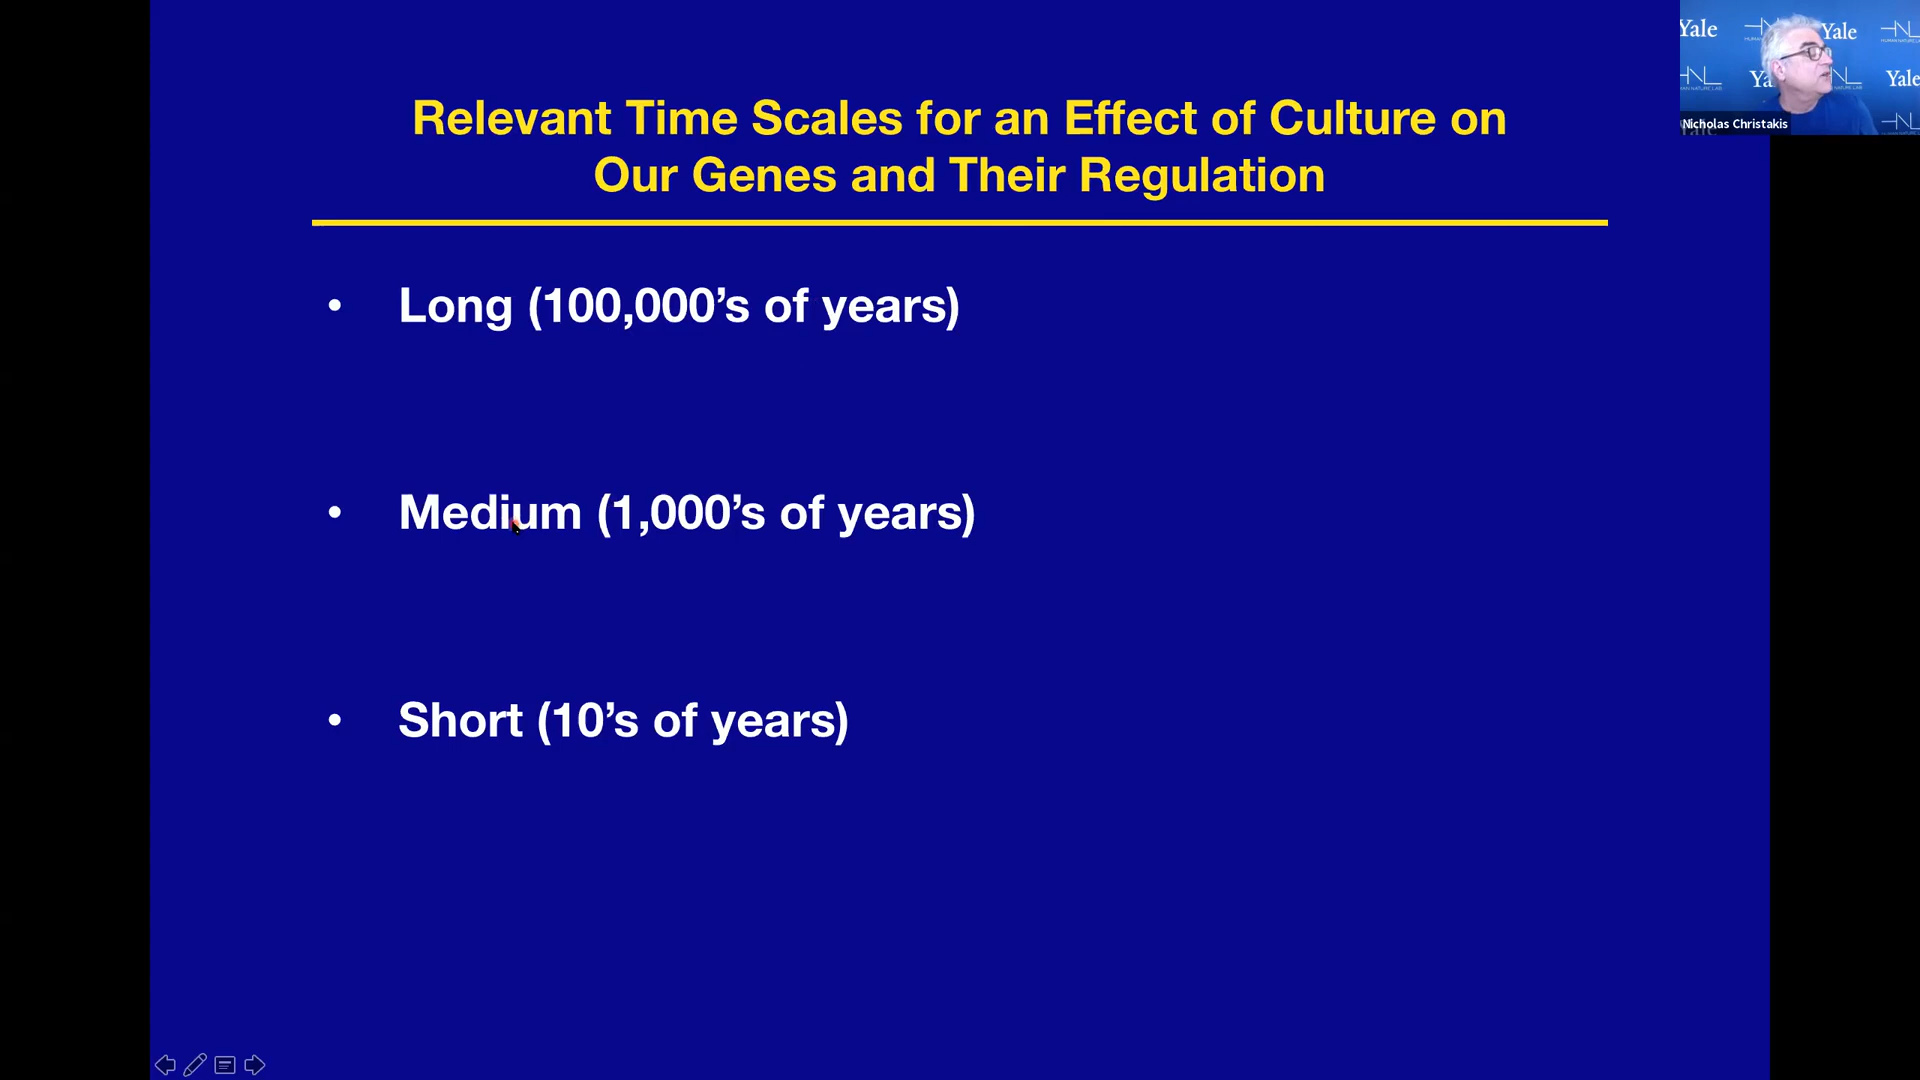 Relevant Time Scales for an Effect of Culture on
Our Genes and Their Regulation
• Long (100,000’s of years)
• Medium (1,000’s of years)
• Short (10’s of years)
Yale
Yale
Yale
Nicholas Christakis